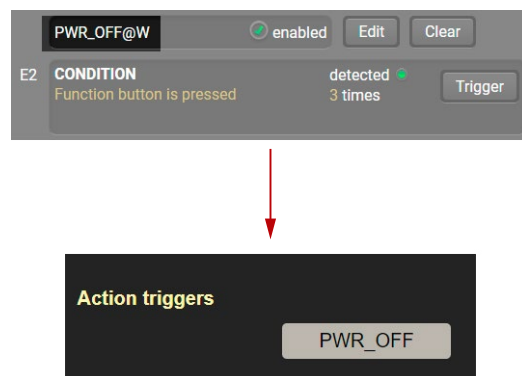 PWR_OFF@W enabled Edit Clear
E2 CONDITION detected
Function button is pressed 3 times Trigger
Action triggers
PWR_OFF